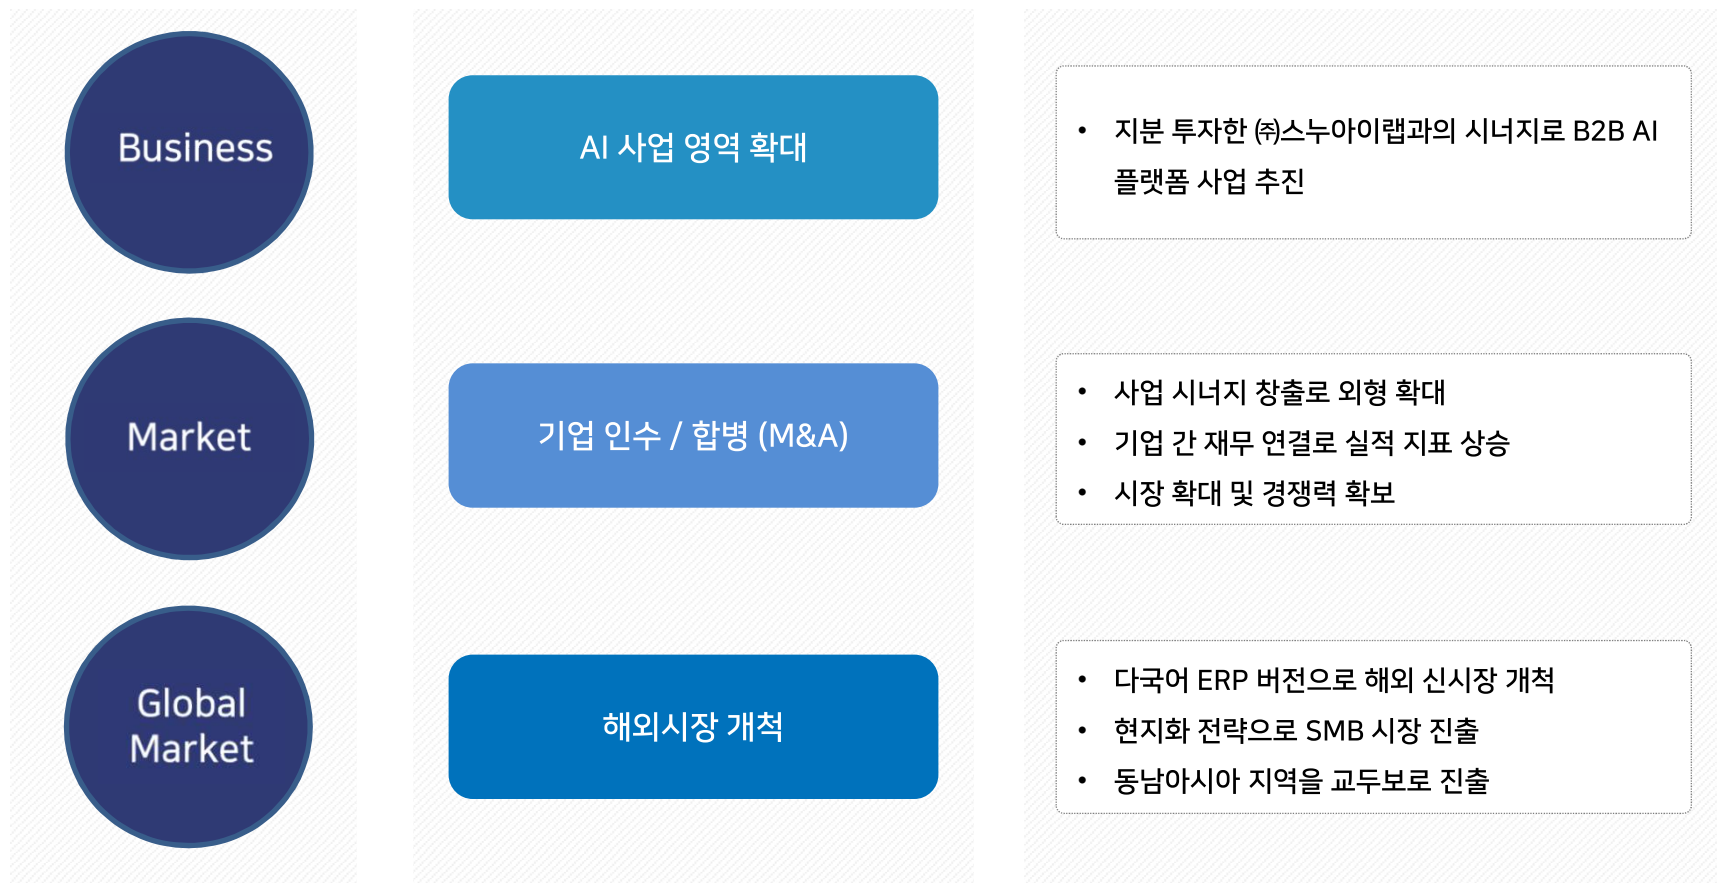 Business
AI 사업 영역 확대
• 지분 투자한 ㈜스누아이랩과의 시너지로 B2B AI
플랫폼 사업 추진
Market
기업 인수 / 합병 (M&A)
• 사업 시너지 창출로 외형 확대
• 기업 간 재무 연결로 실적 지표 상승
• 시장 확대 및 경쟁력 확보
Global
Market
해외시장 개척
• 다국어 ERP 버전으로 해외 신시장 개척
• 현지화 전략으로 SMB 시장 진출
• 동남아시아 지역을 교두보로 진출